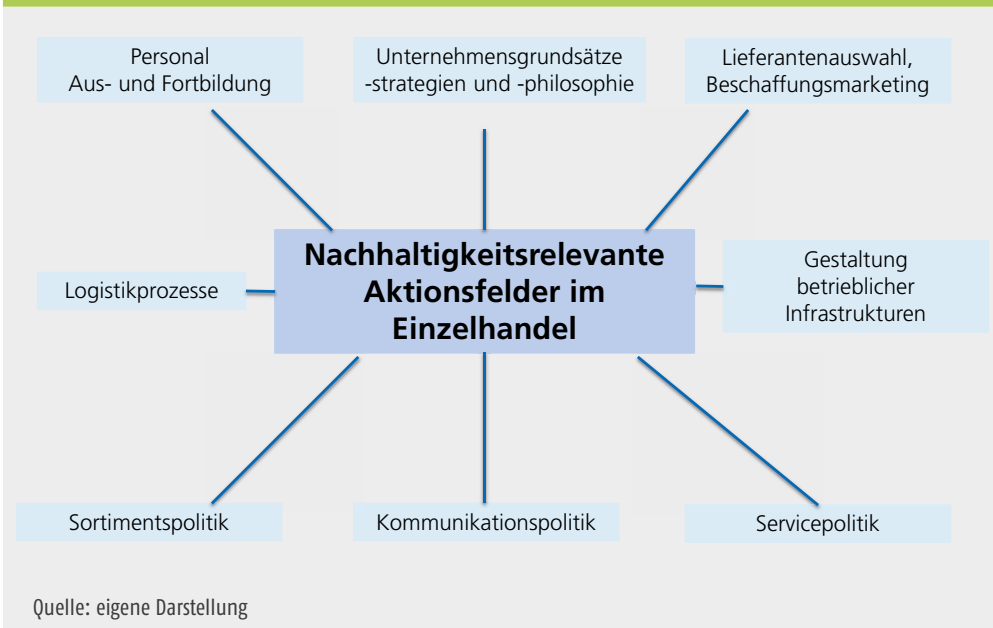 Personal
Aus- und Fortbildung
Unternehmensgrundsätze
-strategien und -philosophie
Lieferantenauswahl,
Beschaffungsmarketing
Logistikprozesse
Nachhaltigkeitsrelevante
Aktionsfelder im
Einzelhandel
Gestaltung
betrieblicher
Infrastrukturen
Sortimentspolitik
Kommunikationspolitik
Servicepolitik
Quelle: eigene Darstellung